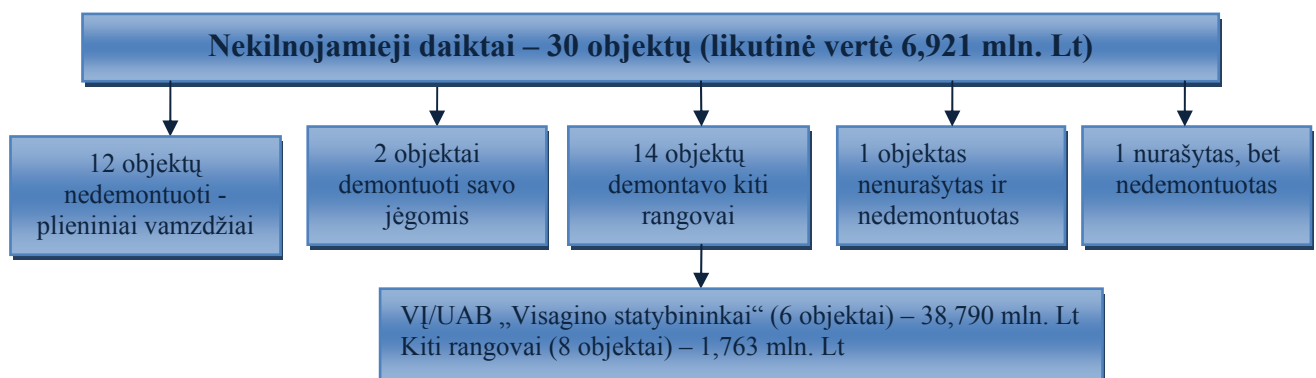 Nekilnojamieji daiktai – 30 objektų (likutinė vertė 6,921 mln. Lt)
12 objektų
nedemontuoti -
plieniniai vamzdžiai
2 objektai
demontuoti savo
jėgomis
14 objektų
demontavo kiti
rangovai
1 objektas
nenurašytas ir
nedemontuotas
1 nurašytas, bet
nedemontuotas
VĮ/UAB „Visagino statybininkai“ (6 objektai) – 38,790 mln. Lt
Kiti rangovai (8 objektai) – 1,763 mln. Lt